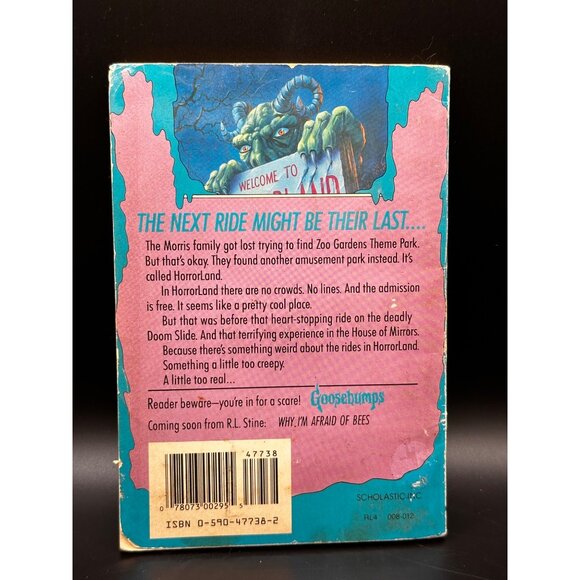 WELCOME TO
THE NEXT RIDE MIGHT BE THEIR LAST....
The Morris family got lost trying to find Zoo Gardens Theme Park.
But that's okay. They found another amusement park instead. It's
called HorrorLand.
In HorrorLand there are no crowds. No lines. And the admission
is free. It seems like a pretty cool place.
But that was before that heart-stopping ride on the deadly
Doom Slide. And that terrifying experience in the House of Mirrors.
Because there's something weird about the rides in HorrorLand.
Something a little too creepy.
A little too real...
Reader beware—you're in for a scare! Goosebumps
Coming soon from R.L. Stine: WHY I'M AFRAID OF BEES
47738
0 78073 00295 5
ISBN 0-590-47738-2
SCHOLASTIC INC.
RL4 008-012